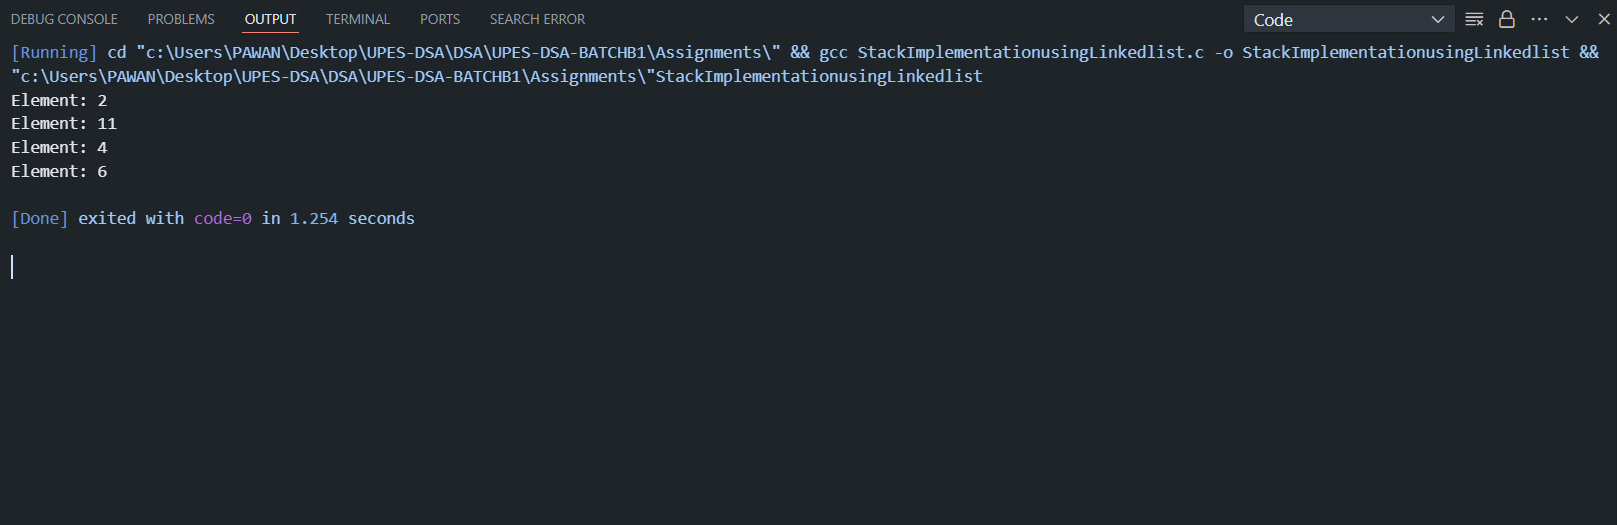 DEBUG CONSOLE PROBLEMS OUTPUT TERMINAL PORTS SEARCH ERROR Code
[Running] cd "c:\Users\PAWAN\Desktop\UPES-DSA\DSA\UPES-DSA-BATCHB1\Assignments\" && gcc StackImplementationusingLinkedlist.c -o StackImplementationusingLinkedlist &&
"c:\Users\PAWAN\Desktop\UPES-DSA\DSA\UPES-DSA-BATCHB1\Assignments\"StackImplementationusingLinkedlist
Element: 2
Element: 11
Element: 4
Element: 6
[Done] exited with code=0 in 1.254 seconds